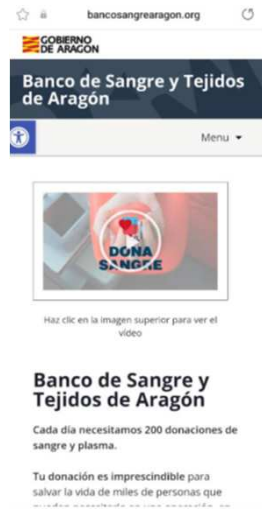 bancosangrearagon.org
GOBIERNO
DE ARAGON
Banco de Sangre y Tejidos
de Aragón
Menu
DONA
SANGRE
Haz clic en la imagen superior para ver el
vídeo
Banco de Sangre y
Tejidos de Aragón
Cada día necesitamos 200 donaciones de
sangre y plasma.
Tu donación es imprescindible para
salvar la vida de miles de personas que